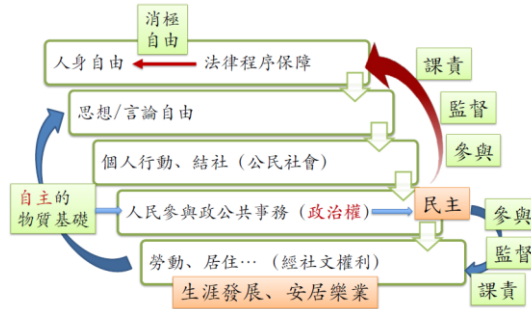 消極
自由
人身自由
法律程序保障
課責
監督
參與
思想/言論自由
個人行動、結社（公民社會）
自主的
物質基礎
人民參與政公共事務（政治權）
民主
參與
監督
課責
勞動、居住…（經社文權利）
生涯發展、安居樂業